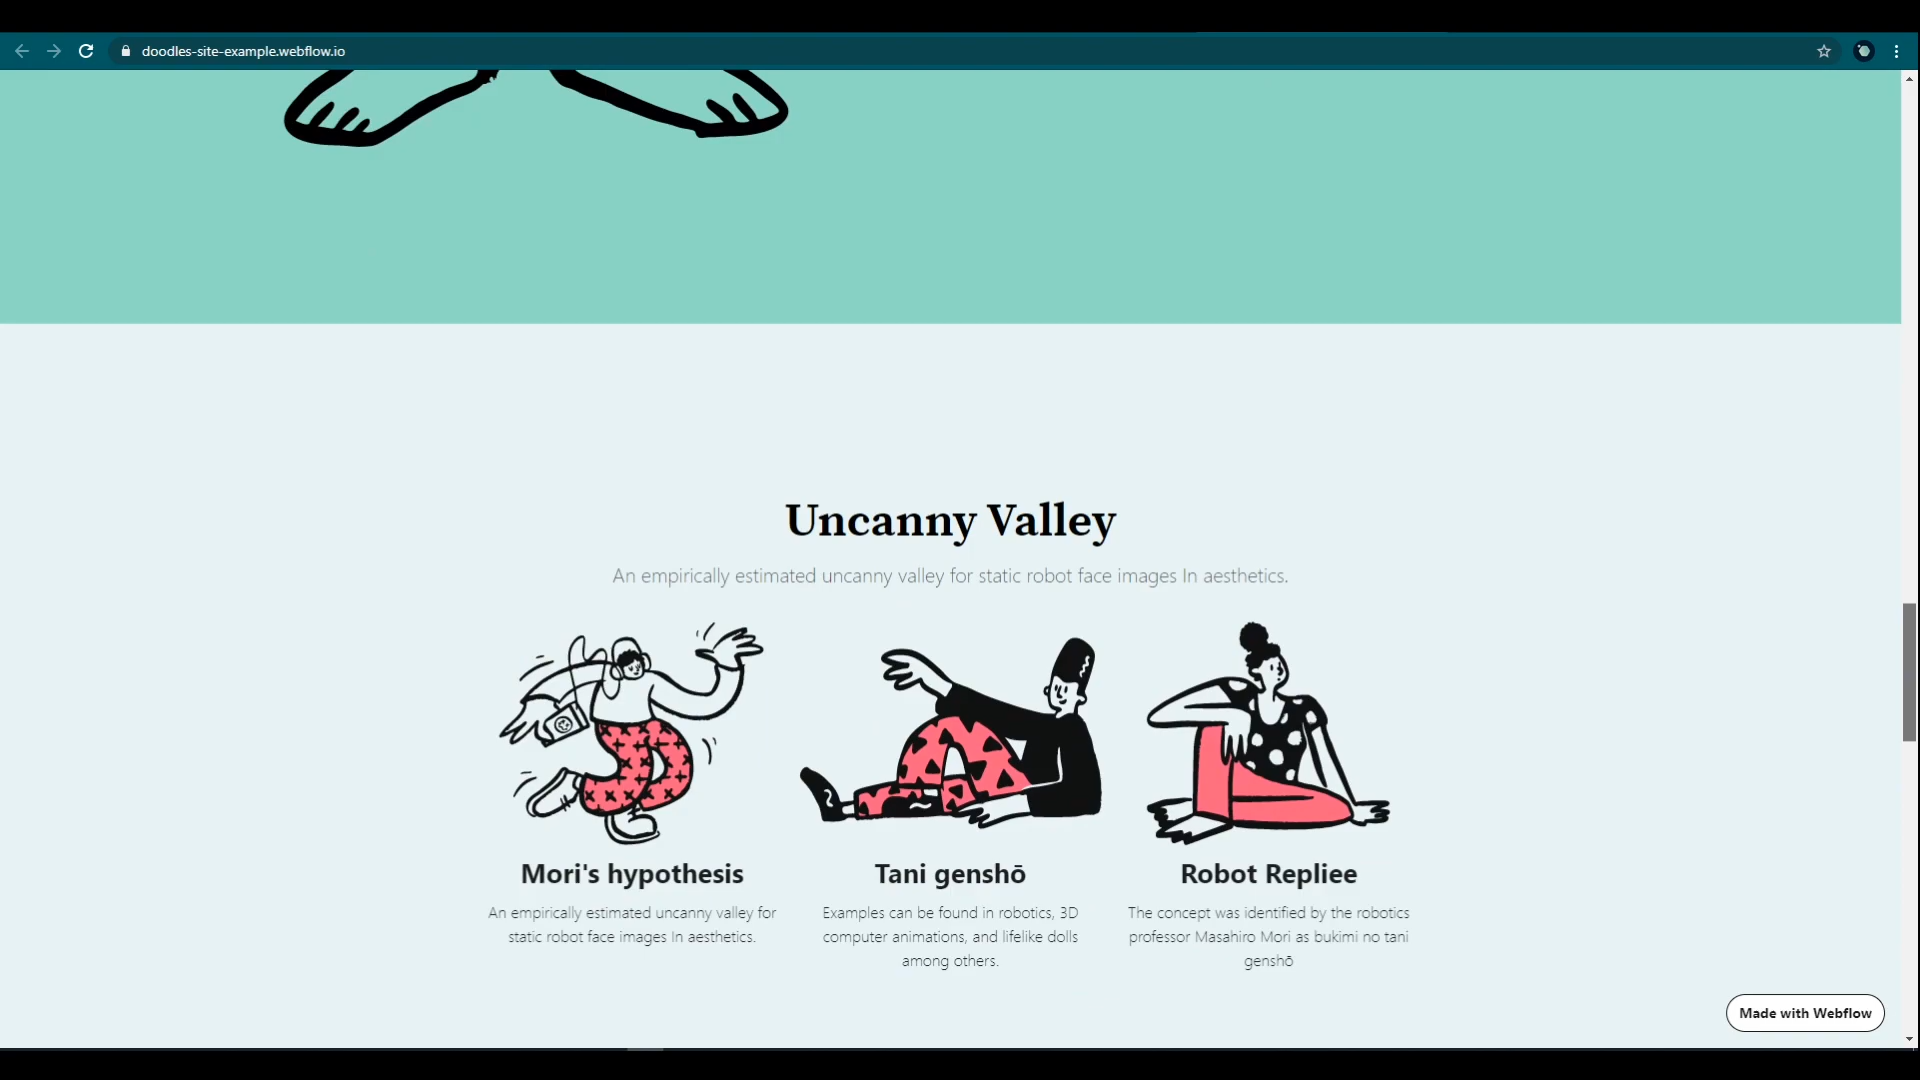 doodles-site-example.webflow.io
Uncanny Valley
An empirically estimated uncanny valley for static robot face images In aesthetics.
Mori's hypothesis
An empirically estimated uncanny valley for
static robot face images In aesthetics.
Tani genshō
Examples can be found in robotics, 3D
computer animations, and lifelike dolls
among others.
Robot Repliee
The concept was identified by the robotics
professor Masahiro Mori as bukimi no tani
genshō
Made with Webflow